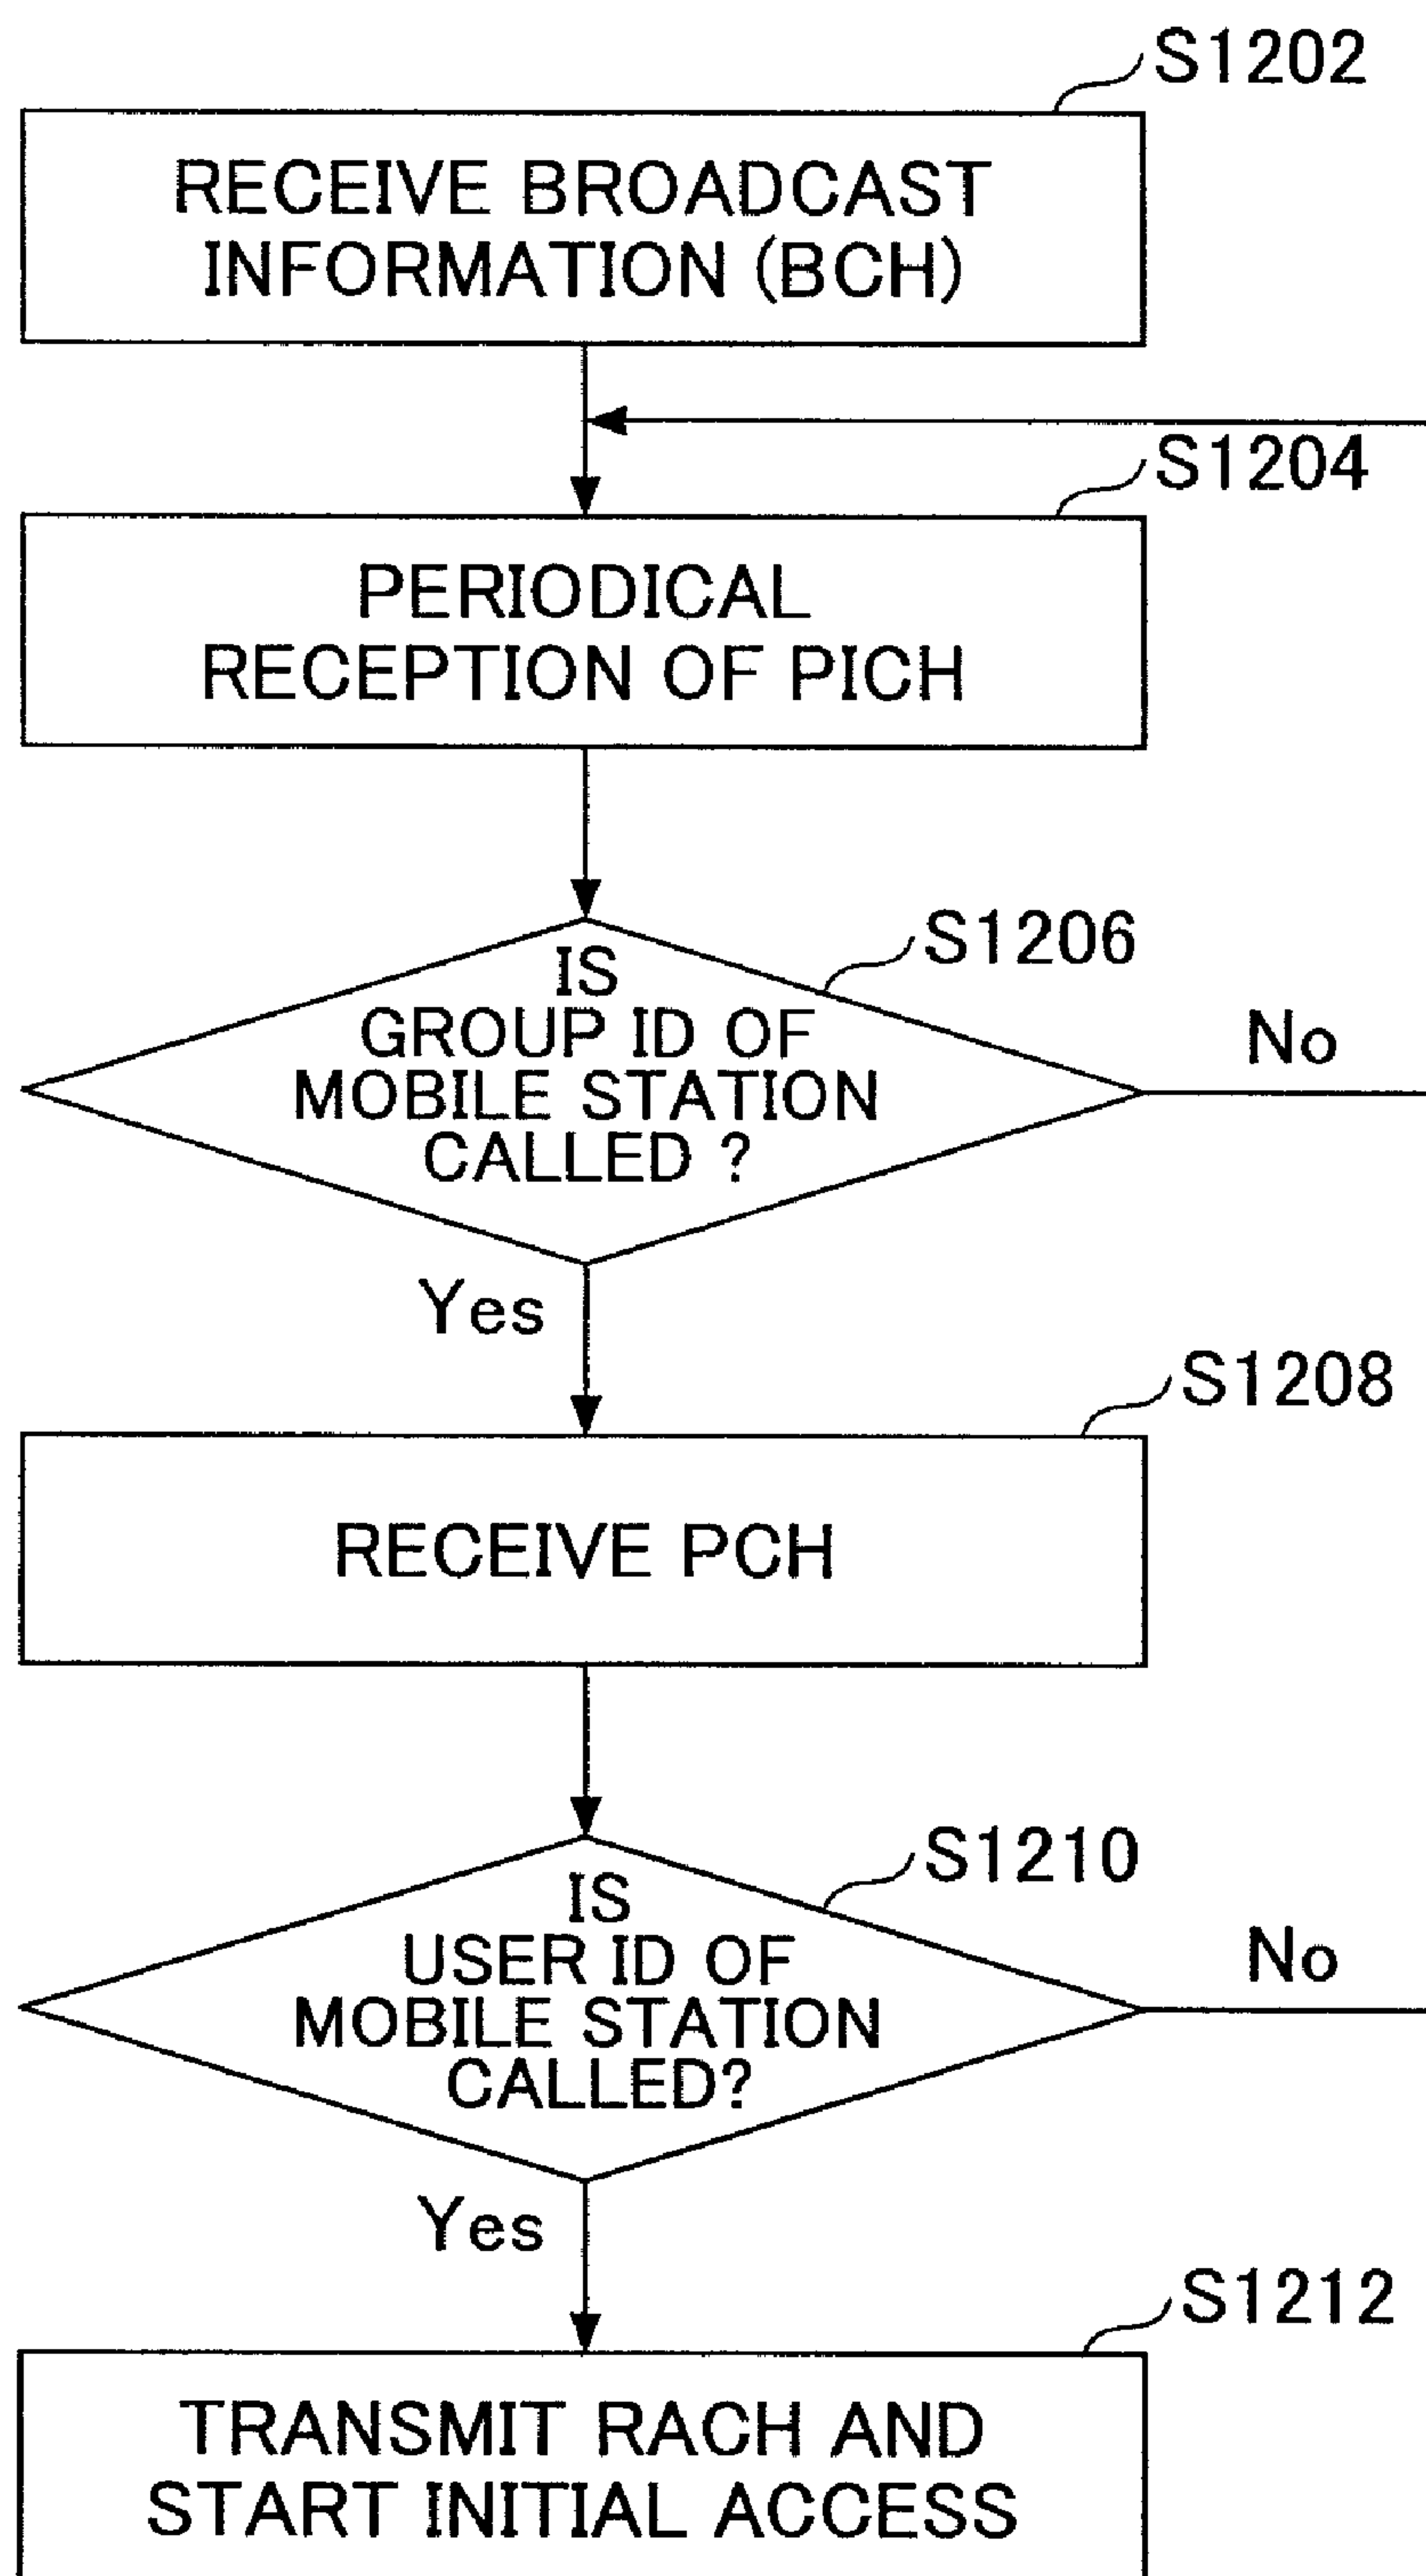 S1202
RECEIVE BROADCAST
INFORMATION (BCH)
S1204
PERIODICAL
RECEPTION OF PICH
S1206
IS
GROUP ID OF
MOBILE STATION
CALLED ?
No
Yes
S1208
RECEIVE PCH
S1210
IS
USER ID OF
MOBILE STATION
CALLED?
No
Yes
S1212
TRANSMIT RACH AND
START INITIAL ACCESS